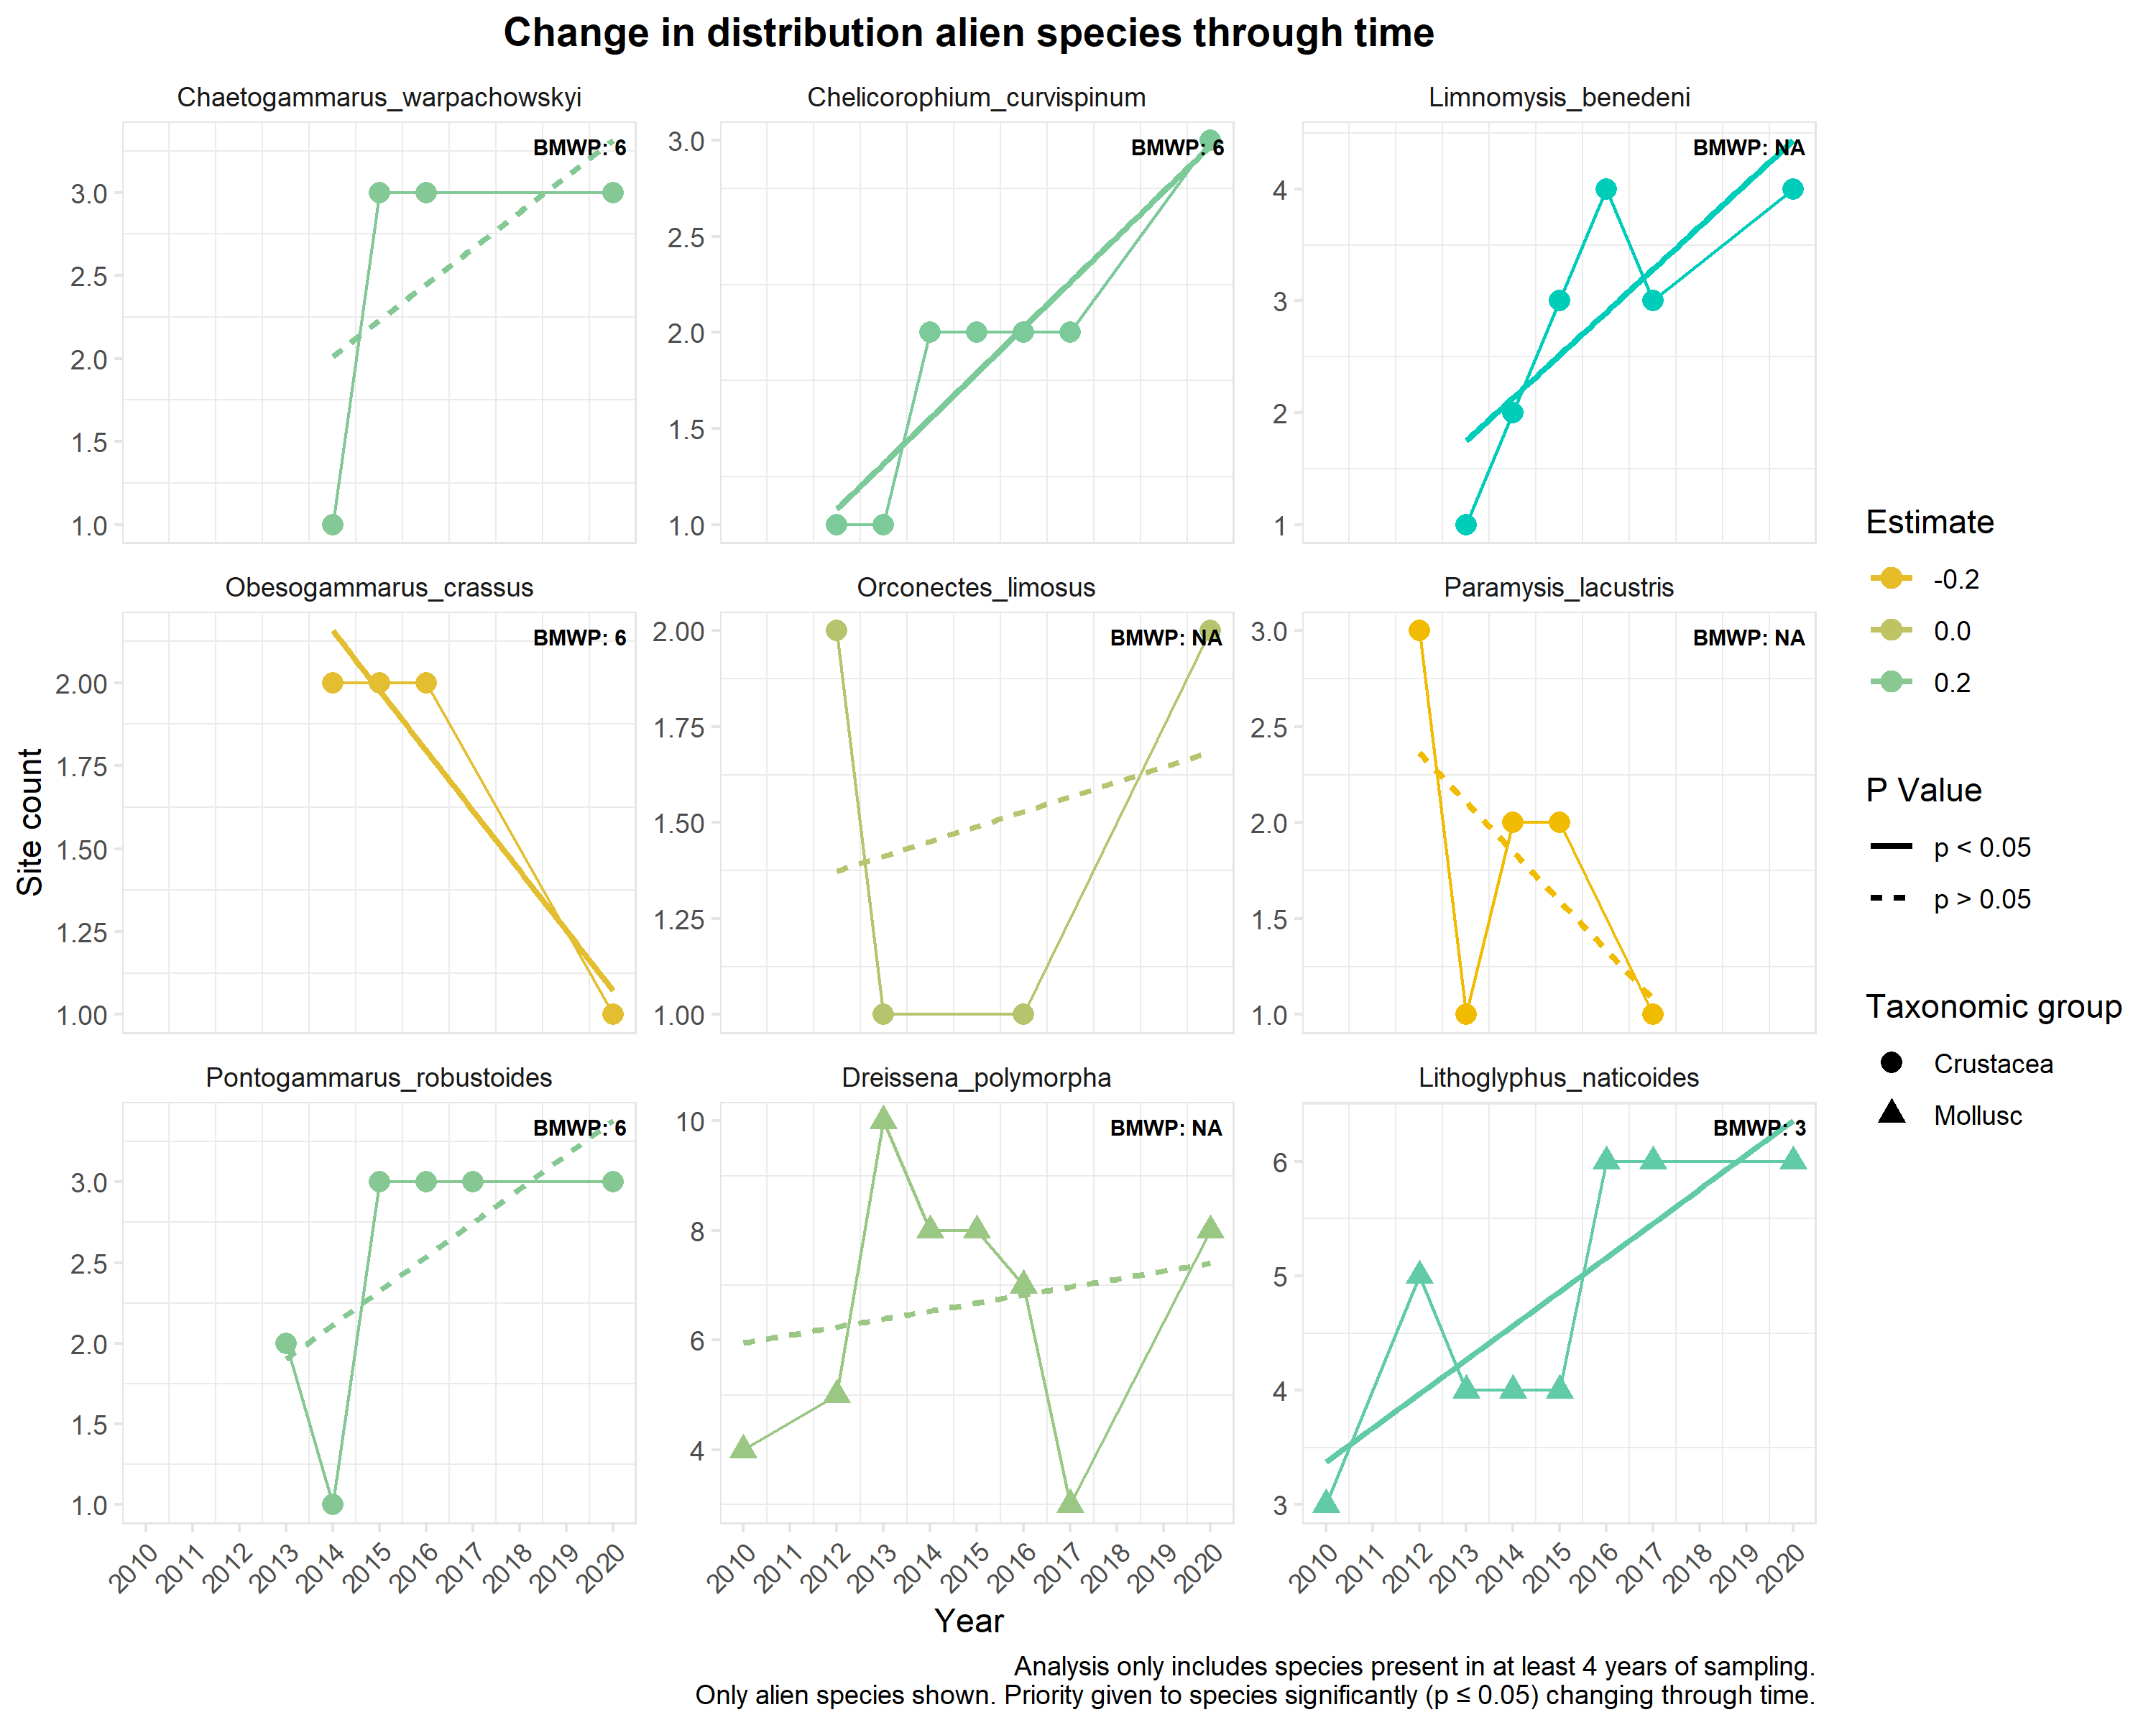 Change in distribution alien species through time
Chaetogammarus_warpachowskyi
Chelicorophium_curvispinum
Limnomysis_benedeni
BMWP: 6
BMWP: 6
BMWP: NA
3.0
2.5
2.0
1.5
1.0
3.0
2.5
2.0
1.5
1.0
4
3
2
1
Obesogammarus_crassus
Orconectes_limosus
Paramysis_lacustris
BMWP: 6
BMWP: NA
BMWP: NA
2.00
1.75
1.50
1.25
1.00
2.00
1.75
1.50
1.25
1.00
3.0
2.5
2.0
1.5
1.0
Site count
Pontogammarus_robustoides
Dreissena_polymorpha
Lithoglyphus_naticoides
BMWP: 6
BMWP: NA
BMWP: 3
3.0
2.5
2.0
1.5
1.0
10
8
6
4
6
5
4
3
2010 2011 2012 2013 2014 2015 2016 2017 2018 2019 2020
2010 2011 2012 2013 2014 2015 2016 2017 2018 2019 2020
2010 2011 2012 2013 2014 2015 2016 2017 2018 2019 2020
Year
Estimate
-0.2
0.0
0.2
P Value
p < 0.05
p > 0.05
Taxonomic group
Crustacea
Mollusc
Analysis only includes species present in at least 4 years of sampling.
Only alien species shown. Priority given to species significantly (p ≤ 0.05) changing through time.